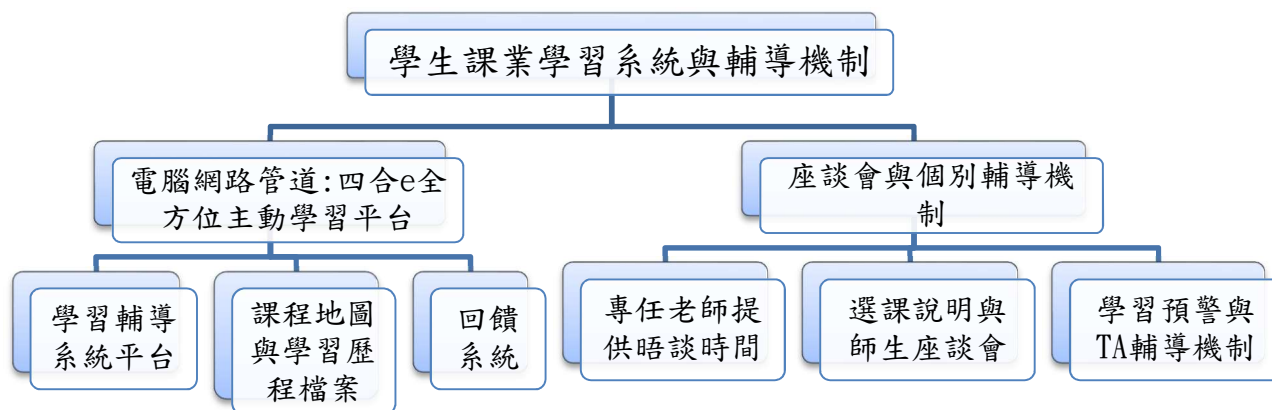 學生課業學習系統與輔導機制
電腦網路管道:四合e全
方位主動學習平台
座談會與個別輔導機
制
學習輔導
系統平台
課程地圖
與學習歷
程檔案
回饋
系統
專任老師提
供晤談時間
選課說明與
師生座談會
學習預警與
TA輔導機制